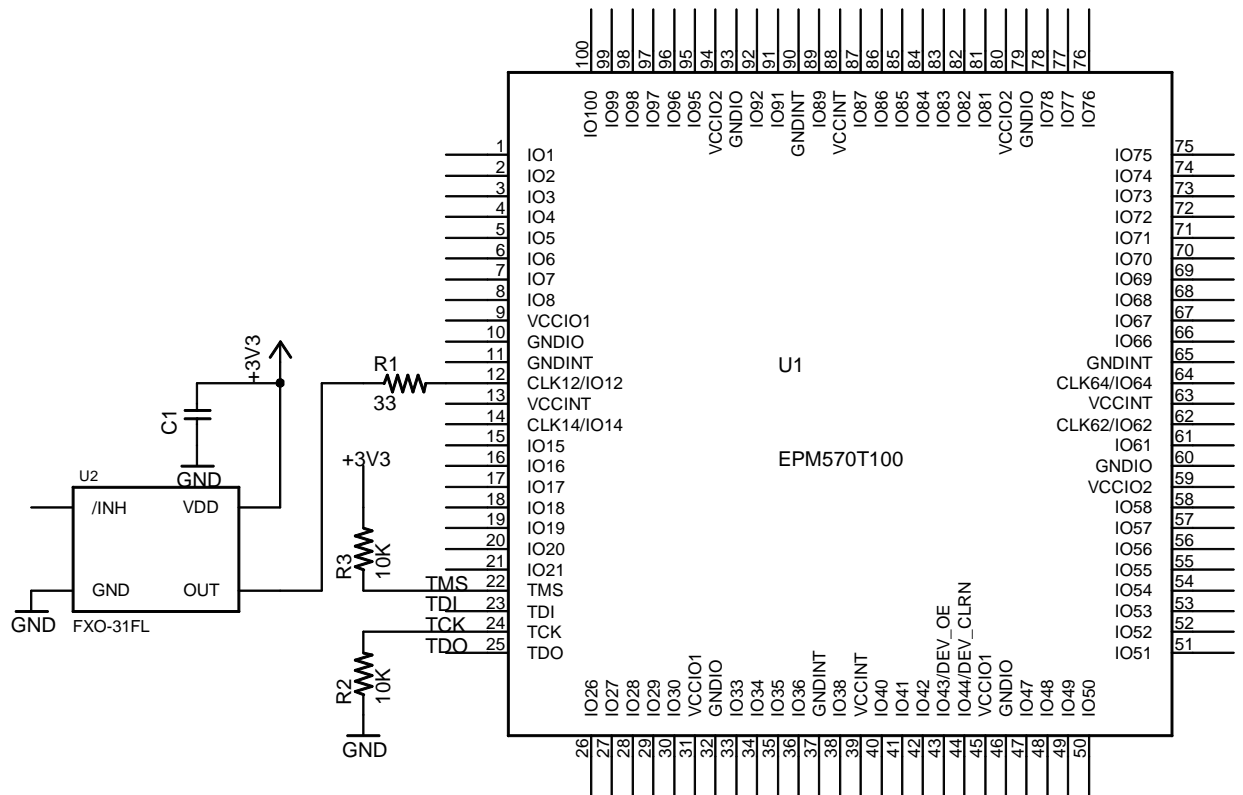 100
99
98
97
96
95
94
93
92
91
90
89
88
87
86
85
84
83
82
81
80
79
78
77
76
IO100
IO99
IO98
IO97
IO96
IO95
VCCIO2
GNDIO
IO92
IO91
GNDINT
IO89
VCCINT
IO87
IO86
IO85
IO84
IO83
IO82
IO81
VCCIO2
GNDIO
IO78
IO77
IO76
1 IO1
2 IO2
3 IO3
4 IO4
5 IO5
6 IO6
7 IO7
8 IO8
9 VCCIO1
10 GNDIO
11 GNDINT
12 CLK12/IO12
13 VCCINT
14 CLK14/IO14
15 IO15
16 IO16
17 IO17
18 IO18
19 IO19
20 IO20
21 IO21
TMS 22 TMS
TDI 23 TDI
TCK 24 TCK
TDO 25 TDO
U1
EPM570T100
IO75 75
IO74 74
IO73 73
IO72 72
IO71 71
IO70 70
IO69 69
IO68 68
IO67 67
IO66 66
GNDINT 65
CLK64/IO64 64
VCCINT 63
CLK62/IO62 62
IO61 61
GNDIO 60
VCCIO2 59
IO58 58
IO57 57
IO56 56
IO55 55
IO54 54
IO53 53
IO52 52
IO51 51
IO26
IO27
IO28
IO29
IO30
VCCIO1
GNDIO
IO33
IO34
IO35
IO36
GNDINT
IO38
VCCINT
IO40
IO41
IO42
IO43/DEV_OE
IO44/DEV_CLRN
VCCIO1
GNDIO
IO47
IO48
IO49
IO50
26
27
28
29
30
31
32
33
34
35
36
37
38
39
40
41
42
43
44
45
46
47
48
49
50
+3V3
C1
GND
R1
33
+3V3
R3
10K
R2
10K
GND
U2
/INH VDD
GND OUT
FXO-31FL
GND